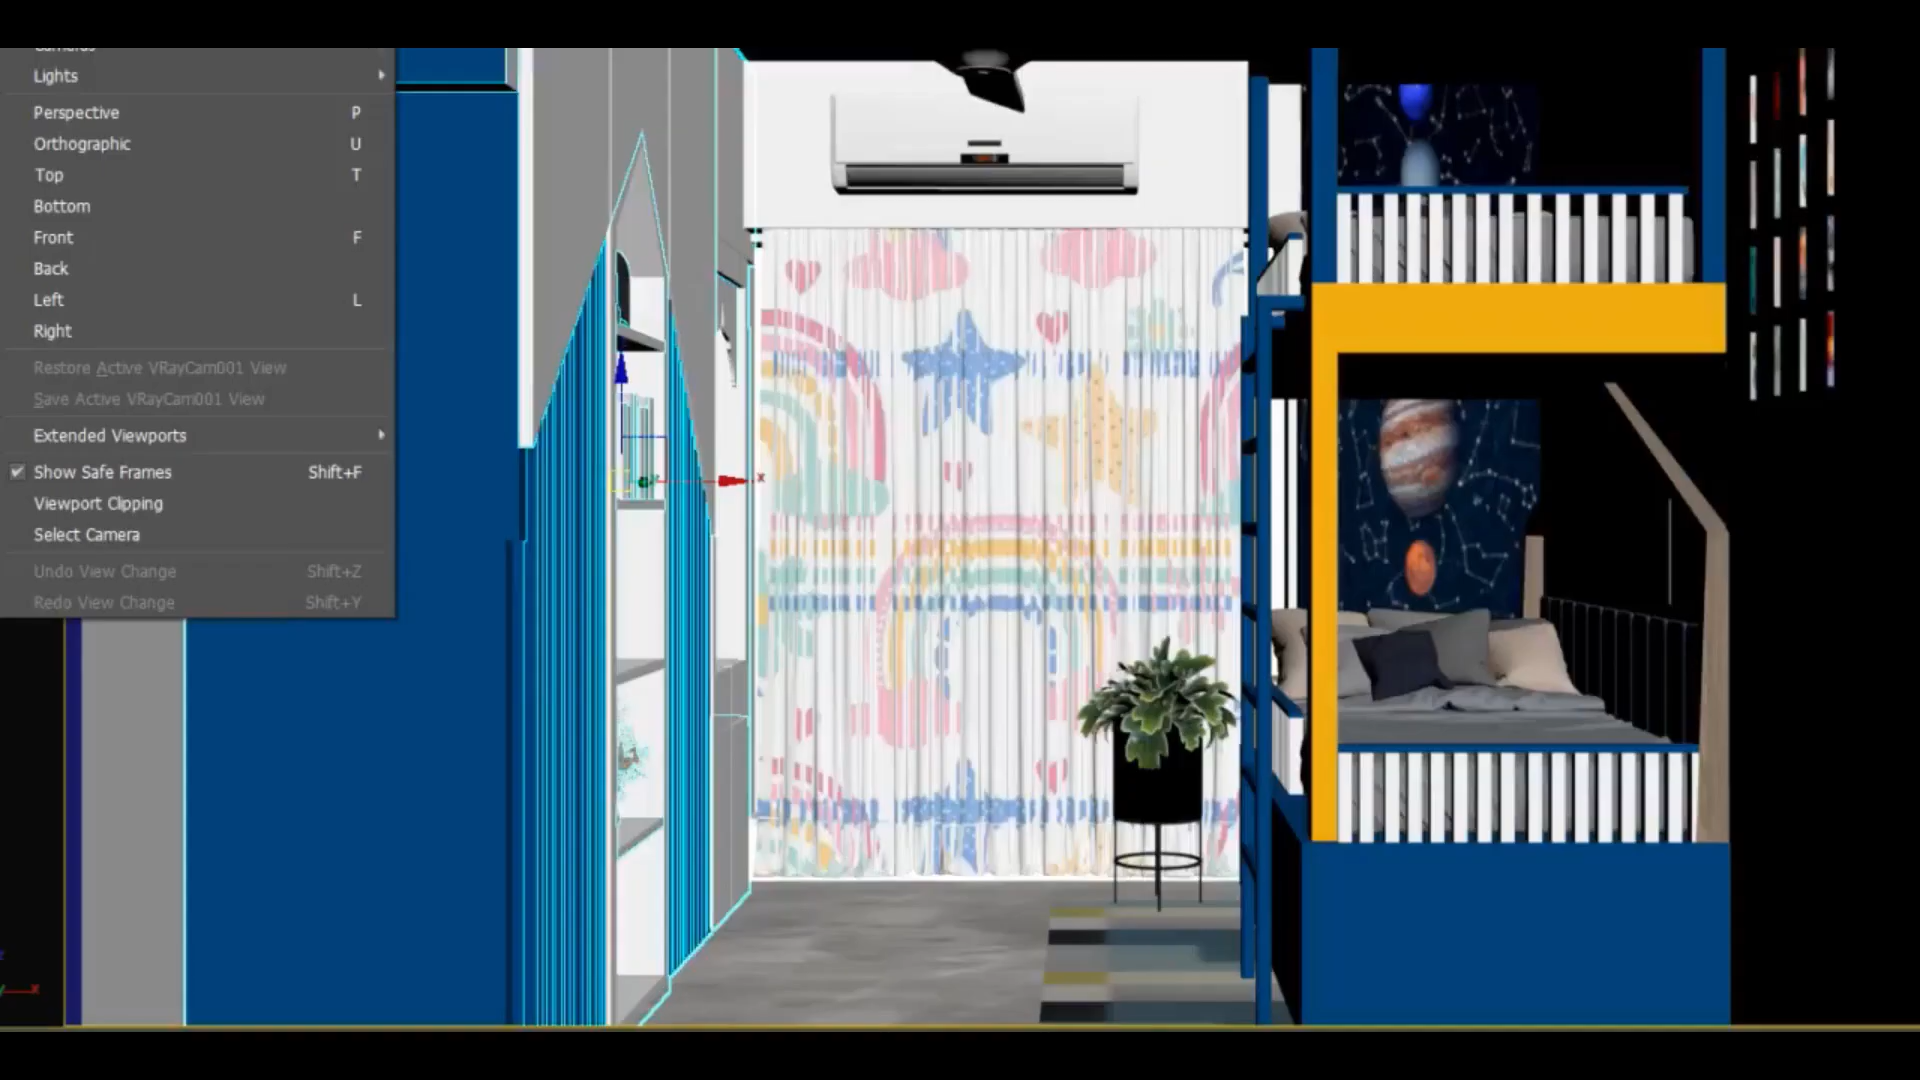 Cameras
Lights
Perspective P
Orthographic U
Top T
Bottom
Front F
Back
Left L
Right
Restore Active VRayCam001 View
Save Active VRayCam001 View
Extended Viewports
Show Safe Frames Shift+F
Viewport Clipping
Select Camera
Undo View Change Shift+Z
Redo View Change Shift+Y
x
x